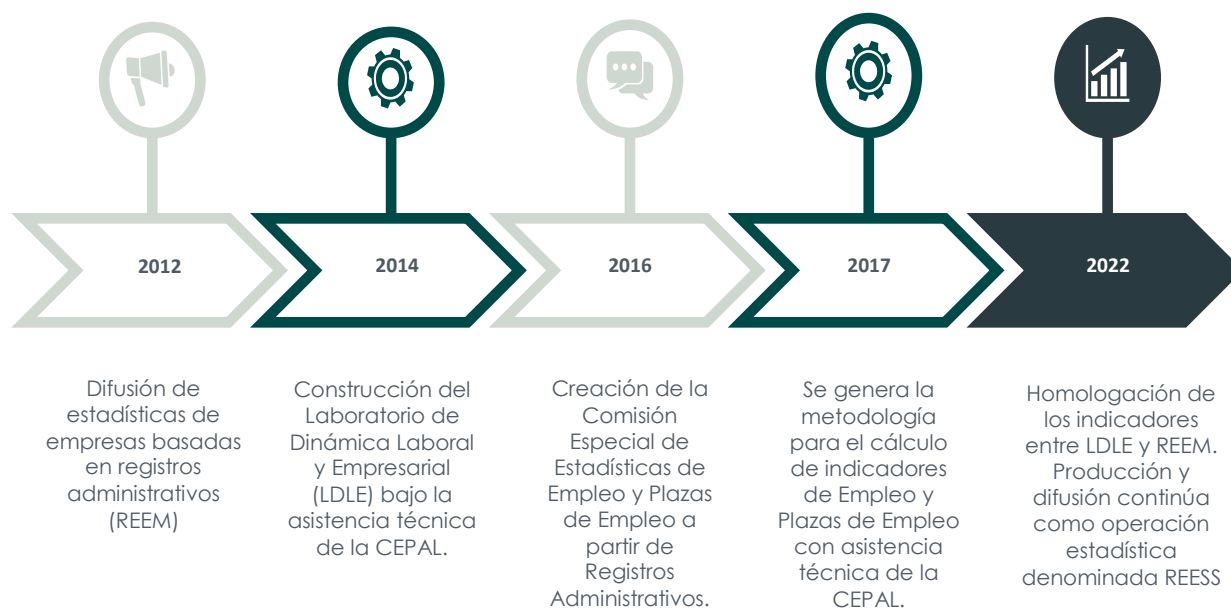 2012
2014
2016
2017
2022
Difusión de
estadísticas de
empresas basadas
en registros
administrativos
(REEM)
Construcción del
Laboratorio de
Dinámica Laboral
y Empresarial
(LDLE) bajo la
asistencia técnica
de la CEPAL.
Creación de la
Comisión
Especial de
Estadísticas de
Empleo y Plazas
de Empleo a
partir de
Registros
Administrativos.
Se genera la
metodología
para el cálculo
de indicadores
de Empleo y
Plazas de Empleo
con asistencia
técnica de la
CEPAL.
Homologación de
los indicadores
entre LDLE y REEM.
Producción y
difusión continúa
como operación
estadística
denominada REESS